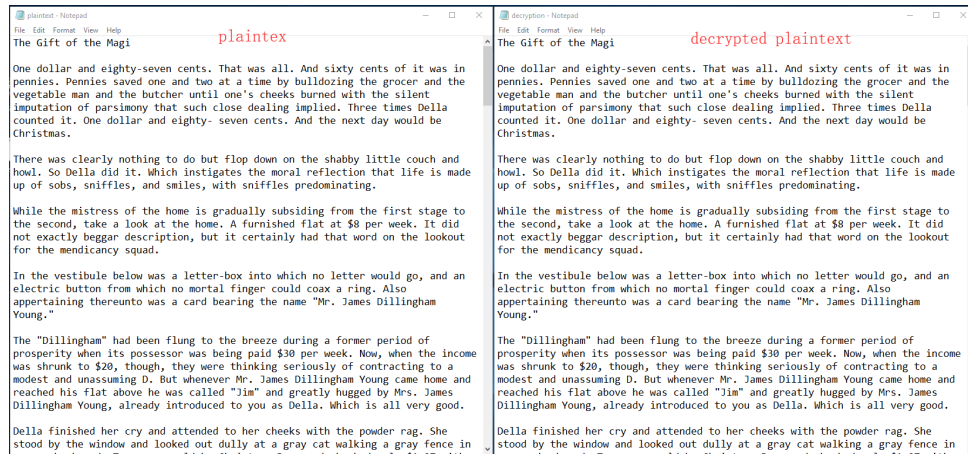 plaintext - Notepad
File Edit Format View Help
plaintex
The Gift of the Magi
One dollar and eighty-seven cents. That was all. And sixty cents of it was in
pennies. Pennies saved one and two at a time by bulldozing the grocer and the
vegetable man and the butcher until one's cheeks burned with the silent
imputation of parsimony that such close dealing implied. Three times Della
counted it. One dollar and eighty- seven cents. And the next day would be
Christmas.
There was clearly nothing to do but flop down on the shabby little couch and
howl. So Della did it. Which instigates the moral reflection that life is made
up of sobs, sniffles, and smiles, with sniffles predominating.
While the mistress of the home is gradually subsiding from the first stage to
the second, take a look at the home. A furnished flat at $8 per week. It did
not exactly beggar description, but it certainly had that word on the lookout
for the mendicancy squad.
In the vestibule below was a letter-box into which no letter would go, and an
electric button from which no mortal finger could coax a ring. Also
appertaining thereunto was a card bearing the name "Mr. James Dillingham
Young."
The "Dillingham" had been flung to the breeze during a former period of
prosperity when its possessor was being paid $30 per week. Now, when the income
was shrunk to $20, though, they were thinking seriously of contracting to a
modest and unassuming D. But whenever Mr. James Dillingham Young came home and
reached his flat above he was called "Jim" and greatly hugged by Mrs. James
Dillingham Young, already introduced to you as Della. Which is all very good.
Della finished her cry and attended to her cheeks with the powder rag. She
stood by the window and looked out dully at a gray cat walking a gray fence in
decryption - Notepad
File Edit Format View Help
decrypted plaintext
The Gift of the Magi
One dollar and eighty-seven cents. That was all. And sixty cents of it was in
pennies. Pennies saved one and two at a time by bulldozing the grocer and the
vegetable man and the butcher until one's cheeks burned with the silent
imputation of parsimony that such close dealing implied. Three times Della
counted it. One dollar and eighty- seven cents. And the next day would be
Christmas.
There was clearly nothing to do but flop down on the shabby little couch and
howl. So Della did it. Which instigates the moral reflection that life is made
up of sobs, sniffles, and smiles, with sniffles predominating.
While the mistress of the home is gradually subsiding from the first stage to
the second, take a look at the home. A furnished flat at $8 per week. It did
not exactly beggar description, but it certainly had that word on the lookout
for the mendicancy squad.
In the vestibule below was a letter-box into which no letter would go, and an
electric button from which no mortal finger could coax a ring. Also
appertaining thereunto was a card bearing the name "Mr. James Dillingham
Young."
The "Dillingham" had been flung to the breeze during a former period of
prosperity when its possessor was being paid $30 per week. Now, when the income
was shrunk to $20, though, they were thinking seriously of contracting to a
modest and unassuming D. But whenever Mr. James Dillingham Young came home and
reached his flat above he was called "Jim" and greatly hugged by Mrs. James
Dillingham Young, already introduced to you as Della. Which is all very good.
Della finished her cry and attended to her cheeks with the powder rag. She
stood by the window and looked out dully at a gray cat walking a gray fence in